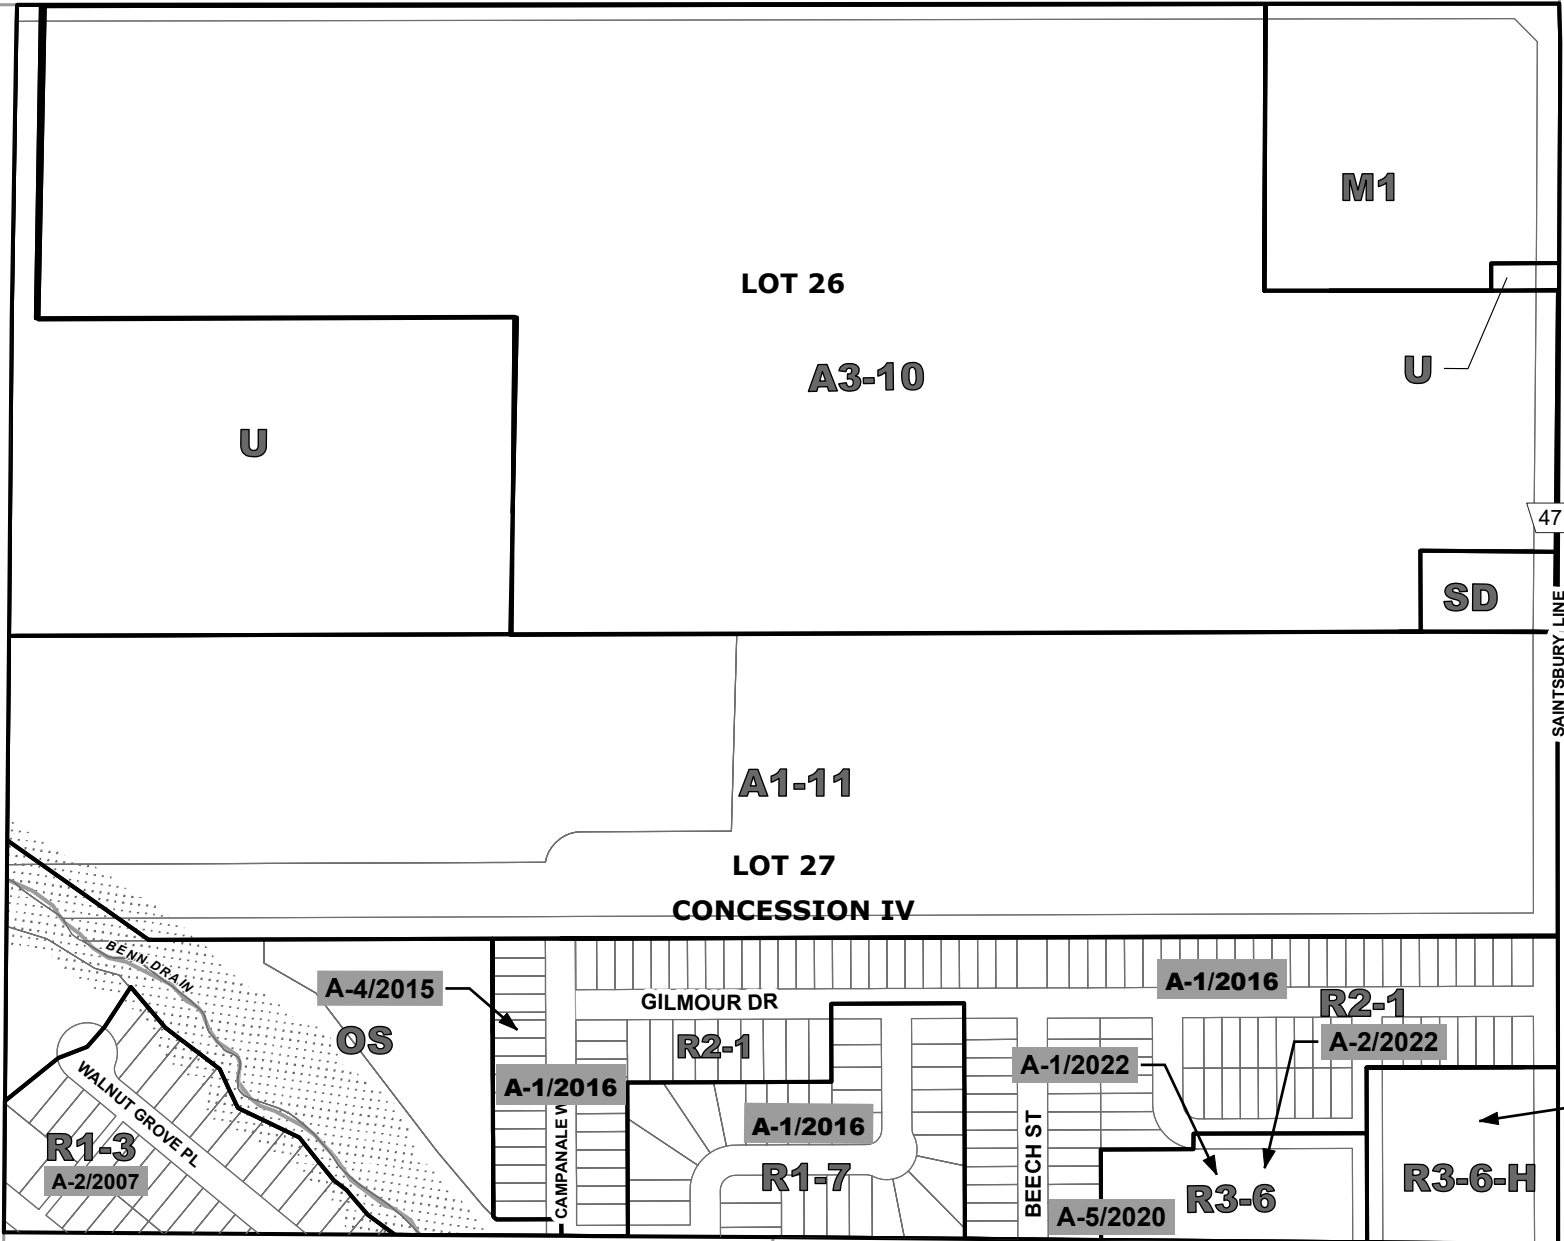 M1
LOT 26
A3-10
U
U
47
SD
SAINTSBURY LINE
A1-11
LOT 27
CONCESSION IV
BENN DRAIN
A-4/2015
GILMOUR DR
A-1/2016
R2-1
OS
R2-1
A-2/2022
A-1/2022
WALNUT GROVE PL
A-1/2016
CAMPANALE W
A-1/2016
BEECH ST
R1-3
A-2/2007
R1-7
R3-6
R3-6-H
A-5/2020